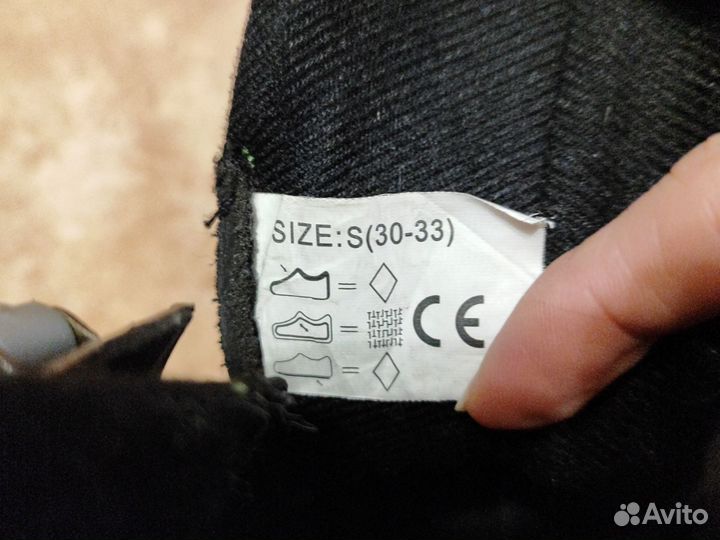 SIZE:S(30-33)
=
=
CE
=
Avito